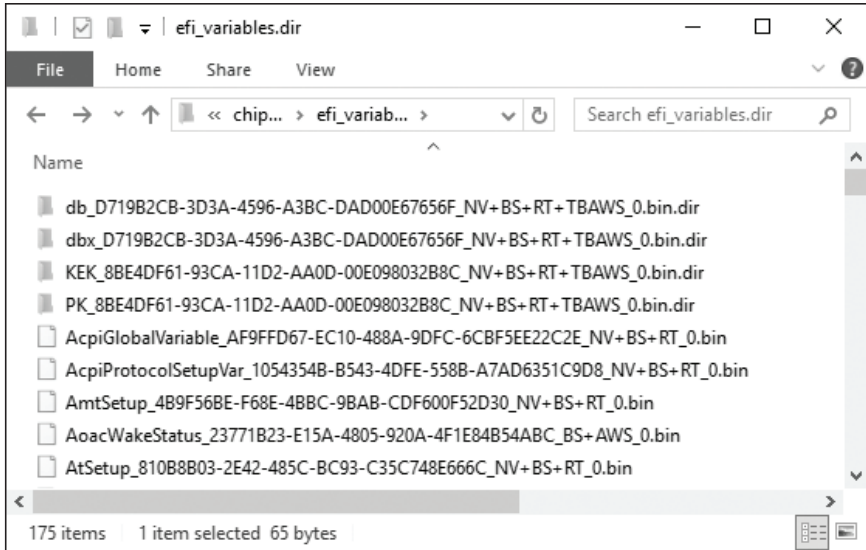 efi_variables.dir
File Home Share View
« chip... > efi_variab... > Search efi_variables.dir
Name
db_D719B2CB-3D3A-4596-A3BC-DAD00E67656F_NV+BS+RT+TBAWS_0.bin.dir
dbx_D719B2CB-3D3A-4596-A3BC-DAD00E67656F_NV+BS+RT+TBAWS_0.bin.dir
KEK_8BE4DF61-93CA-11D2-AA0D-00E098032B8C_NV+BS+RT+TBAWS_0.bin.dir
PK_8BE4DF61-93CA-11D2-AA0D-00E098032B8C_NV+BS+RT+TBAWS_0.bin.dir
AcpiGlobalVariable_AF9FFD67-EC10-488A-9DFC-6CBF5EE22C2E_NV+BS+RT_0.bin
AcpiProtocolSetupVar_1054354B-B543-4DFE-558B-A7AD6351C9D8_NV+BS+RT_0.bin
AmtSetup_4B9F56BE-F68E-4BBC-9BAB-CDF600F52D30_NV+BS+RT_0.bin
AoacWakeStatus_23771B23-E15A-4805-920A-4F1E84B54ABC_BS+AWS_0.bin
AtSetup_810B8B03-2E42-485C-BC93-C35C748E666C_NV+BS+RT_0.bin
175 items 1 item selected 65 bytes